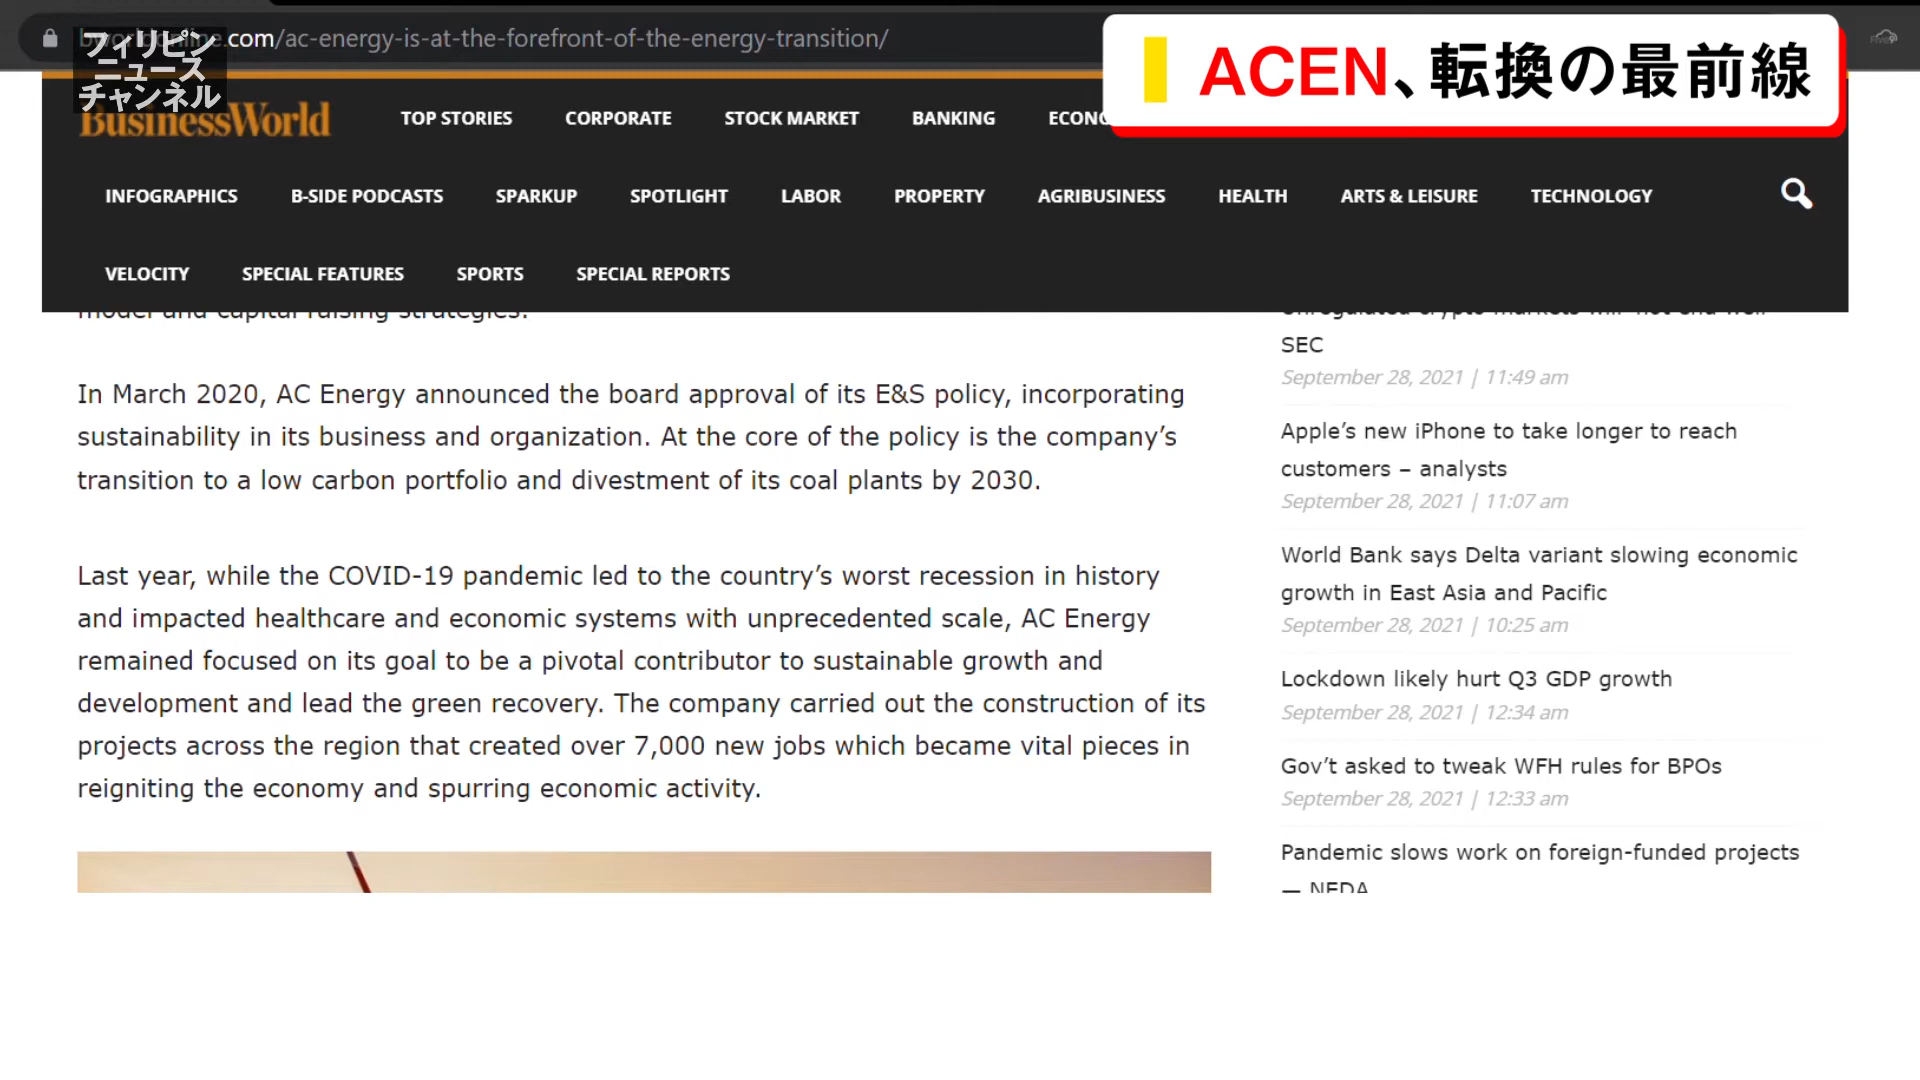 .com/ac-energy-is-at-the-forefront-of-the-energy-transition/
フィリピン
ニュース
チャンネル
ACEN、転換の最前線
BusinessWorld
TOP STORIES CORPORATE STOCK MARKET BANKING
INFOGRAPHICS B-SIDE PODCASTS SPARKUP SPOTLIGHT LABOR PROPERTY AGRIBUSINESS HEALTH ARTS & LEISURE TECHNOLOGY
VELOCITY SPECIAL FEATURES SPORTS SPECIAL REPORTS
model and capital raising strategies.
In March 2020, AC Energy announced the board approval of its E&S policy, incorporating
sustainability in its business and organization. At the core of the policy is the company’s
transition to a low carbon portfolio and divestment of its coal plants by 2030.
Last year, while the COVID-19 pandemic led to the country’s worst recession in history
and impacted healthcare and economic systems with unprecedented scale, AC Energy
remained focused on its goal to be a pivotal contributor to sustainable growth and
development and lead the green recovery. The company carried out the construction of its
projects across the region that created over 7,000 new jobs which became vital pieces in
reigniting the economy and spurring economic activity.
Unregulated crypto markets will not end well
SEC
September 28, 2021 | 11:49 am
Apple’s new iPhone to take longer to reach
customers – analysts
September 28, 2021 | 11:07 am
World Bank says Delta variant slowing economic
growth in East Asia and Pacific
September 28, 2021 | 10:25 am
Lockdown likely hurt Q3 GDP growth
September 28, 2021 | 12:34 am
Gov’t asked to tweak WFH rules for BPOs
September 28, 2021 | 12:33 am
Pandemic slows work on foreign-funded projects
— NEDA